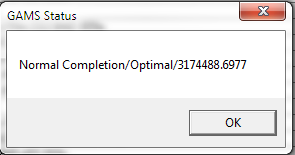 GAMS Status
Normal Completion/Optimal/3174488.6977
OK